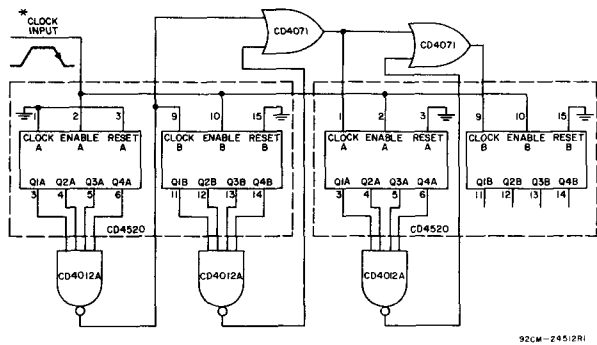 * CLOCK
INPUT
CD4071
CD4071
1 2 3 9 10 15 1 2 3 9 10 15
CLOCK ENABLE RESET CLOCK ENABLE RESET CLOCK ENABLE RESET CLOCK ENABLE RESET
A A A B B B A A A B B B
Q1A Q2A Q3A Q4A Q1B Q2B Q3B Q4B Q1A Q2A Q3A Q4A Q1B Q2B Q3B Q4B
3 4 5 6 11 12 13 14 3 4 5 6 11 12 13 14
CD4520 CD4520
CD4012A CD4012A CD4012A
92CM-24512R1